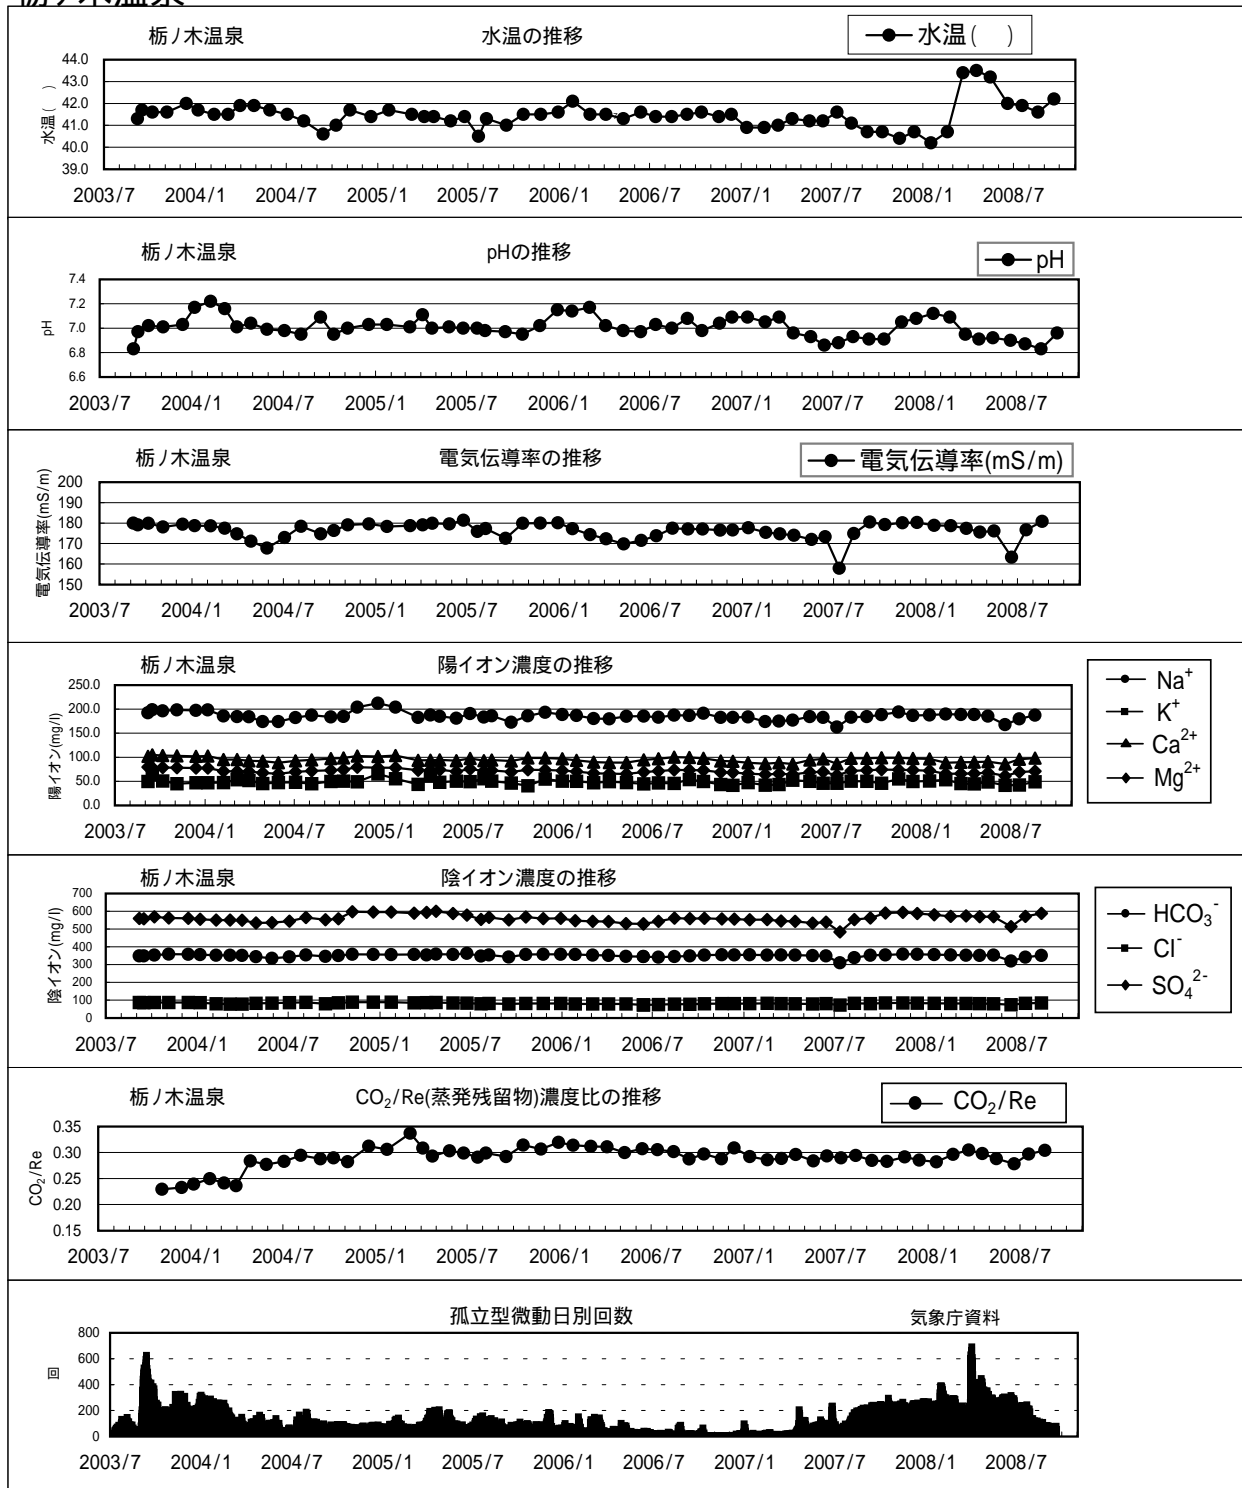 栃ノ木温泉
栃ノ木温泉 水温の推移 水温( )
水温( )
44.0
43.0
42.0
41.0
40.0
39.0
2003/7 2004/1 2004/7 2005/1 2005/7 2006/1 2006/7 2007/1 2007/7 2008/1 2008/7
栃ノ木温泉 pHの推移 pH
pH
7.4
7.2
7.0
6.8
6.6
2003/7 2004/1 2004/7 2005/1 2005/7 2006/1 2006/7 2007/1 2007/7 2008/1 2008/7
栃ノ木温泉 電気伝導率の推移 電気伝導率(mS/m)
電気伝導率(mS/m)
200
190
180
170
160
150
2003/7 2004/1 2004/7 2005/1 2005/7 2006/1 2006/7 2007/1 2007/7 2008/1 2008/7
栃ノ木温泉 陽イオン濃度の推移
陽イオン(mg/l)
250.0
200.0
150.0
100.0
50.0
0.0
2003/7 2004/1 2004/7 2005/1 2005/7 2006/1 2006/7 2007/1 2007/7 2008/1 2008/7
Na⁺
K⁺
Ca²⁺
Mg²⁺
栃ノ木温泉 陰イオン濃度の推移
陰イオン(mg/l)
700
600
500
400
300
200
100
0
2003/7 2004/1 2004/7 2005/1 2005/7 2006/1 2006/7 2007/1 2007/7 2008/1 2008/7
HCO₃⁻
Cl⁻
SO₄²⁻
栃ノ木温泉 CO₂/Re(蒸発残留物)濃度比の推移 CO₂/Re
CO₂/Re
0.35
0.30
0.25
0.20
0.15
2003/7 2004/1 2004/7 2005/1 2005/7 2006/1 2006/7 2007/1 2007/7 2008/1 2008/7
孤立型微動日別回数 気象庁資料
回
800
600
400
200
0
2003/7 2004/1 2004/7 2005/1 2005/7 2006/1 2006/7 2007/1 2007/7 2008/1 2008/7